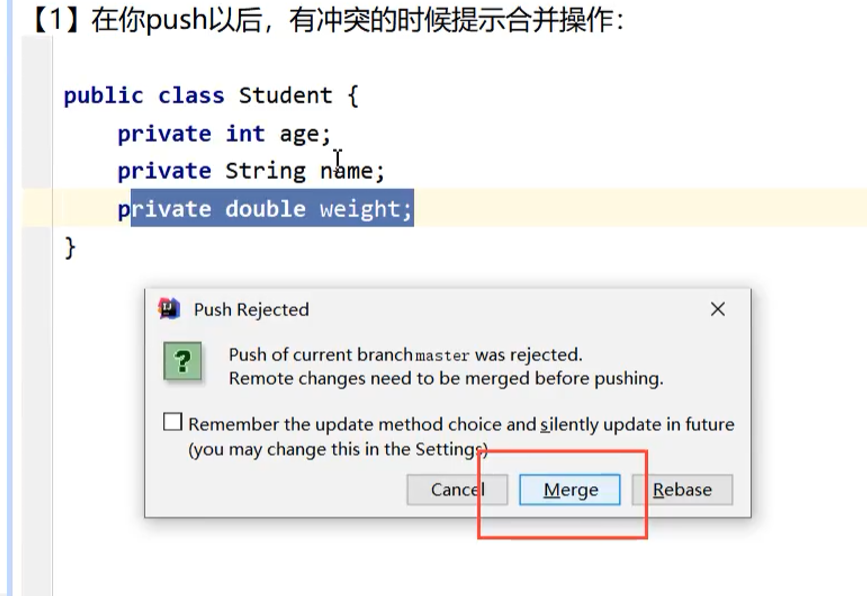 【1】在你push以后，有冲突的时候提示合并操作：
public class Student {
private int age;
private String name;
private double weight;
}
Push Rejected
Push of current branch master was rejected.
Remote changes need to be merged before pushing.
Remember the update method choice and silently update in future
(you may change this in the Settings)
Cancel Merge Rebase